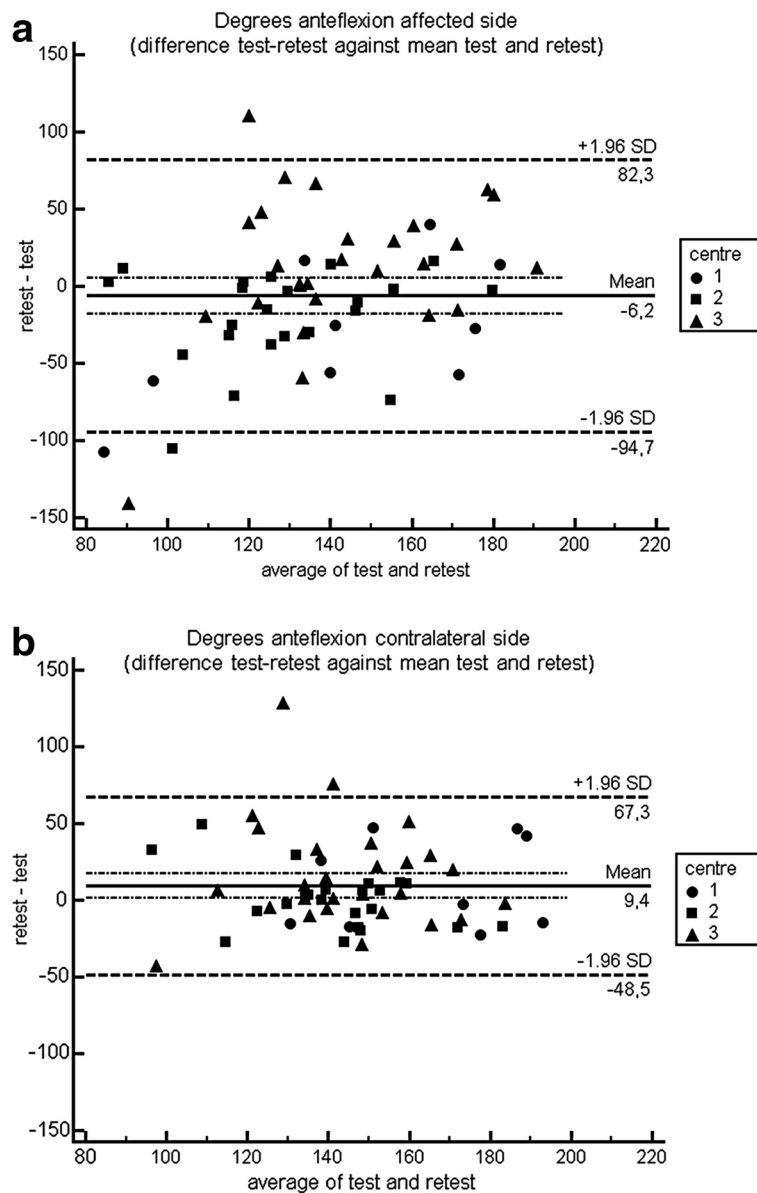 a
Degrees anteflexion affected side
(difference test-retest against mean test and retest)
150
100
50
0
-50
-100
-150
retest - test
+1.96 SD
82,3
Mean
-6,2
-1.96 SD
-94,7
centre
1
2
3
80 100 120 140 160 180 200 220
average of test and retest
b
Degrees anteflexion contralateral side
(difference test-retest against mean test and retest)
150
100
50
0
-50
-100
-150
retest - test
+1.96 SD
67,3
Mean
9,4
-1.96 SD
-48,5
centre
1
2
3
80 100 120 140 160 180 200 220
average of test and retest